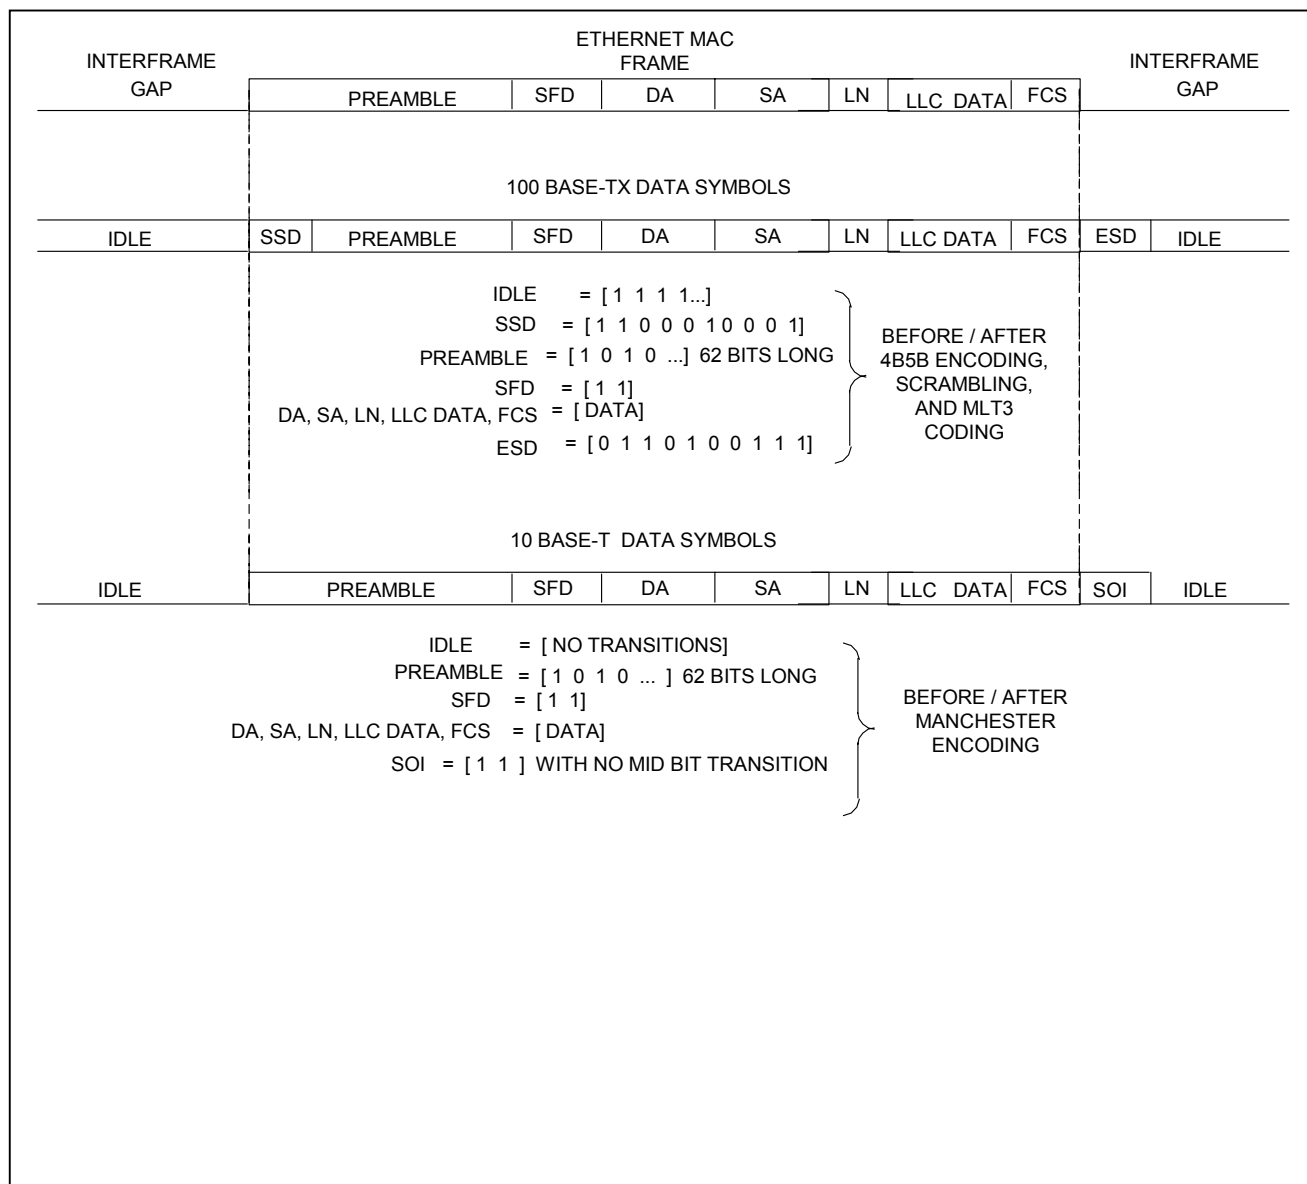 ETHERNET MAC
FRAME
INTERFRAME
GAP
INTERFRAME
GAP
PREAMBLE SFD DA SA LN LLC DATA FCS
100 BASE-TX DATA SYMBOLS
IDLE SSD PREAMBLE SFD DA SA LN LLC DATA FCS ESD IDLE
IDLE = [ 1 1 1 1...]
SSD = [ 1 1 0 0 0 1 0 0 0 1]
PREAMBLE = [ 1 0 1 0 ...] 62 BITS LONG
SFD = [ 1 1]
DA, SA, LN, LLC DATA, FCS = [ DATA]
ESD = [ 0 1 1 0 1 0 0 1 1 1]
BEFORE / AFTER
4B5B ENCODING,
SCRAMBLING,
AND MLT3
CODING
10 BASE-T DATA SYMBOLS
IDLE PREAMBLE SFD DA SA LN LLC DATA FCS SOI IDLE
IDLE = [ NO TRANSITIONS]
PREAMBLE = [ 1 0 1 0 ... ] 62 BITS LONG
SFD = [ 1 1]
DA, SA, LN, LLC DATA, FCS = [ DATA]
SOI = [ 1 1 ] WITH NO MID BIT TRANSITION
BEFORE / AFTER
MANCHESTER
ENCODING